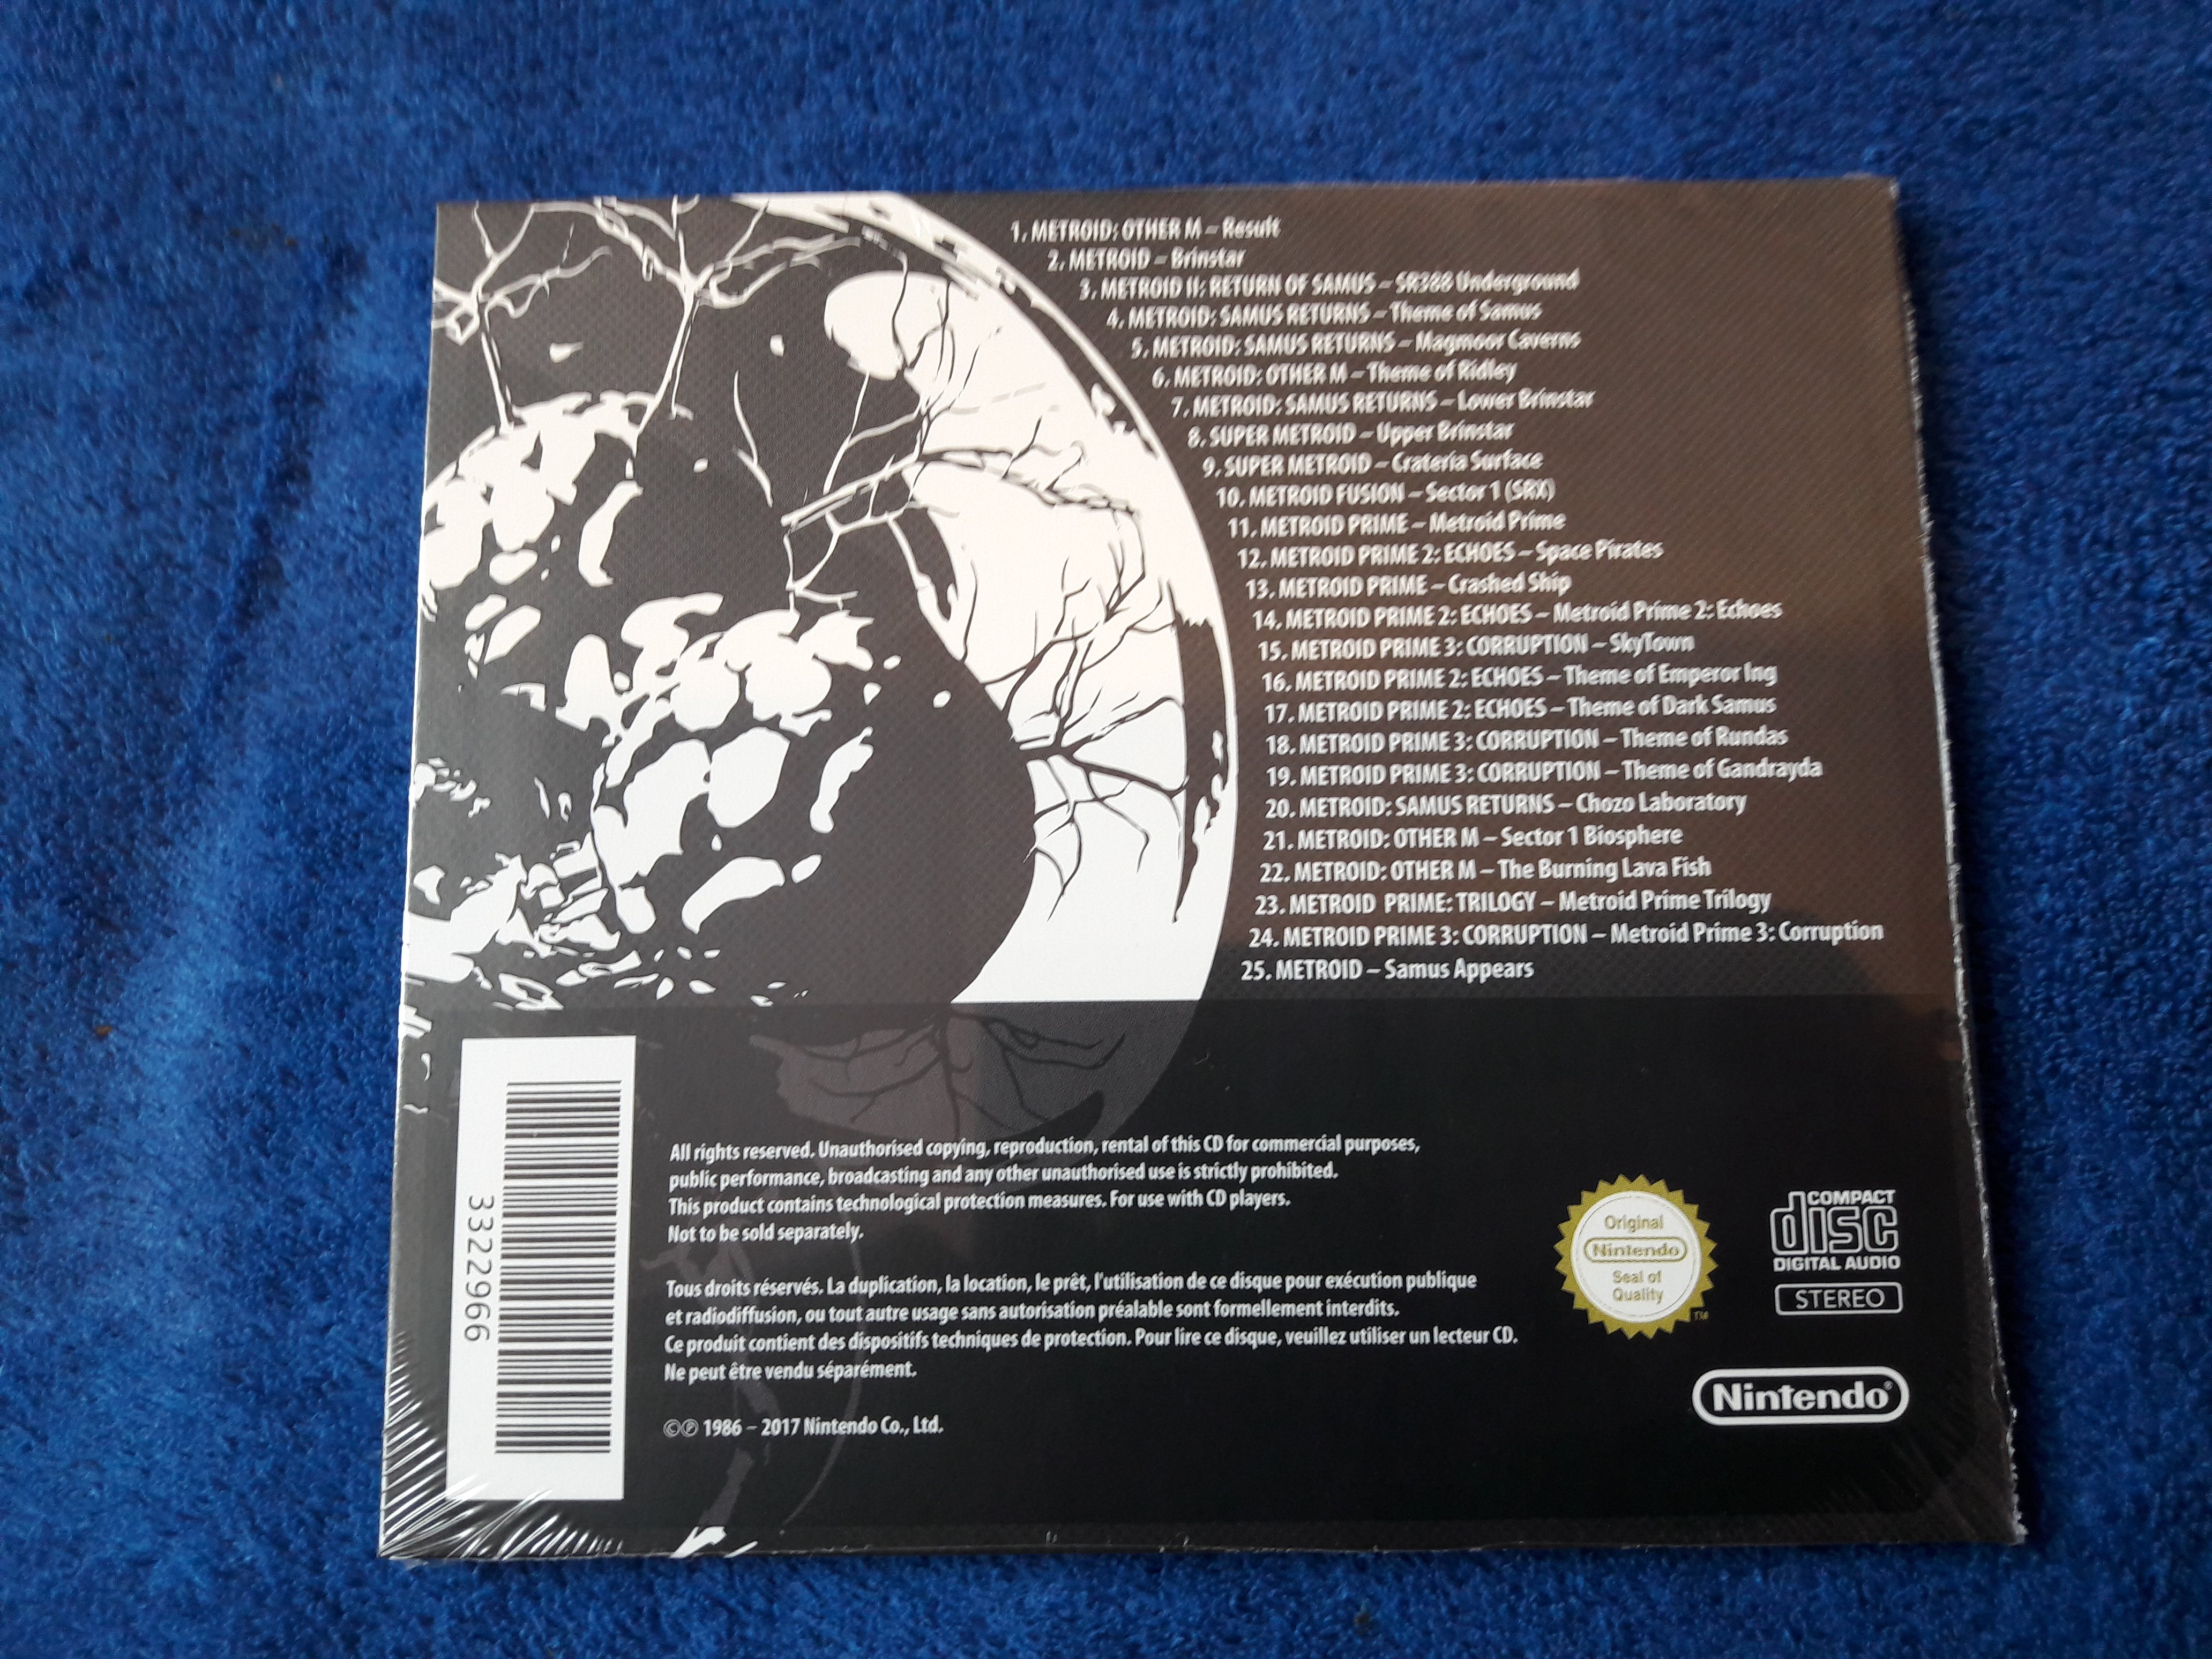 1. METROID: OTHER M – Result
2. METROID – Brinstar
3. METROID II: RETURN OF SAMUS – SR388 Underground
4. METROID: SAMUS RETURNS – Theme of Samus
5. METROID: SAMUS RETURNS – Magmoor Caverns
6. METROID: OTHER M – Theme of Ridley
7. METROID: SAMUS RETURNS – Lower Brinstar
8. SUPER METROID – Upper Brinstar
9. SUPER METROID – Crateria Surface
10. METROID FUSION – Sector 1 (SRX)
11. METROID PRIME – Metroid Prime
12. METROID PRIME 2: ECHOES – Space Pirates
13. METROID PRIME – Crashed Ship
14. METROID PRIME 2: ECHOES – Metroid Prime 2: Echoes
15. METROID PRIME 3: CORRUPTION – SkyTown
16. METROID PRIME 2: ECHOES – Theme of Emperor Ing
17. METROID PRIME 2: ECHOES – Theme of Dark Samus
18. METROID PRIME 3: CORRUPTION – Theme of Rundas
19. METROID PRIME 3: CORRUPTION – Theme of Gandrayda
20. METROID: SAMUS RETURNS – Chozo Laboratory
21. METROID: OTHER M – Sector 1 Biosphere
22. METROID: OTHER M – The Burning Lava Fish
23. METROID PRIME: TRILOGY – Metroid Prime Trilogy
24. METROID PRIME 3: CORRUPTION – Metroid Prime 3: Corruption
25. METROID – Samus Appears
3322966
All rights reserved. Unauthorised copying, reproduction, rental of this CD for commercial purposes,
public performance, broadcasting and any other unauthorised use is strictly prohibited.
This product contains technological protection measures. For use with CD players.
Not to be sold separately.
Tous droits réservés. La duplication, la location, le prêt, l'utilisation de ce disque pour exécution publique
et radiodiffusion, ou tout autre usage sans autorisation préalable sont formellement interdits.
Ce produit contient des dispositifs techniques de protection. Pour lire ce disque, veuillez utiliser un lecteur CD.
Ne peut être vendu séparément.
©℗ 1986 – 2017 Nintendo Co., Ltd.
Original
Nintendo
Seal of
Quality
TM
COMPACT
disc
DIGITAL AUDIO
STEREO
Nintendo®